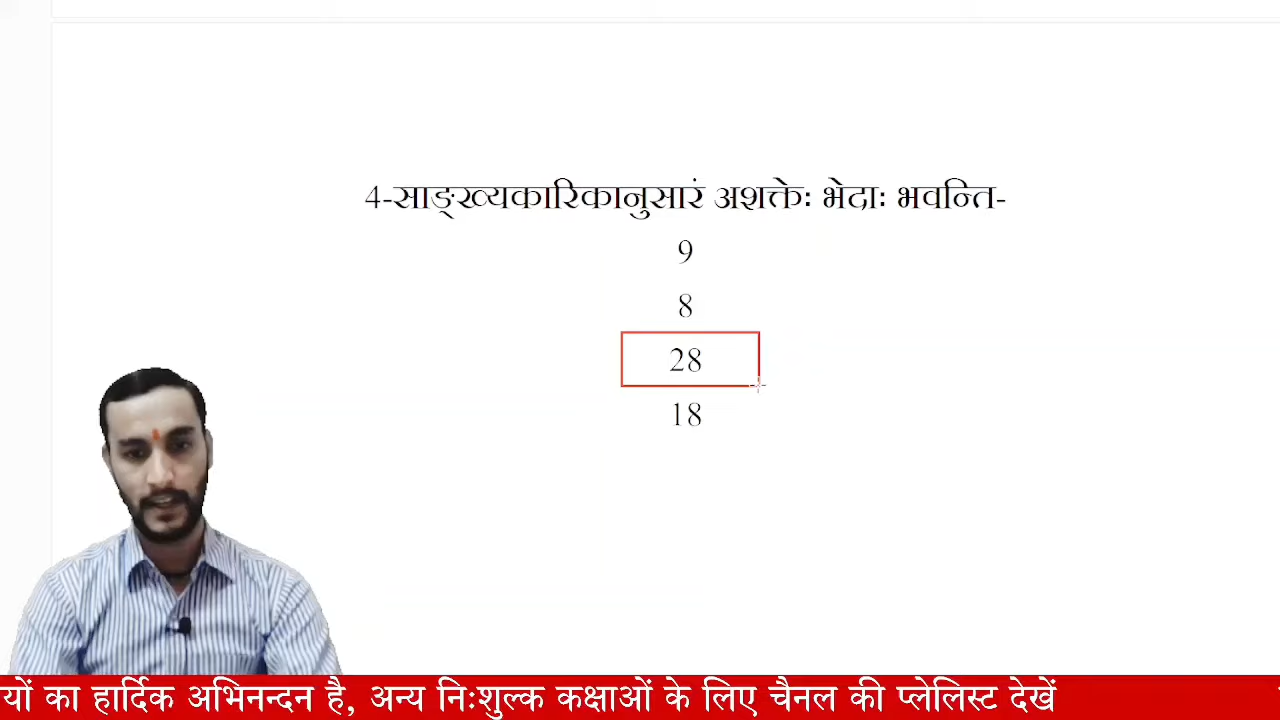 4-साङ्ख्यकारिकानुसारं अशक्तेः भेदाः भवन्ति-
9
8
28
18
यों का हार्दिक अभिनन्दन है, अन्य निःशुल्क कक्षाओं के लिए चैनल की प्लेलिस्ट देखें